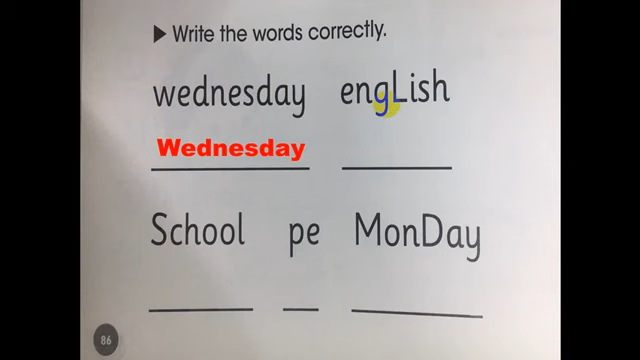 ▶ Write the words correctly.
wednesday engLish
Wednesday
School pe MonDay
86